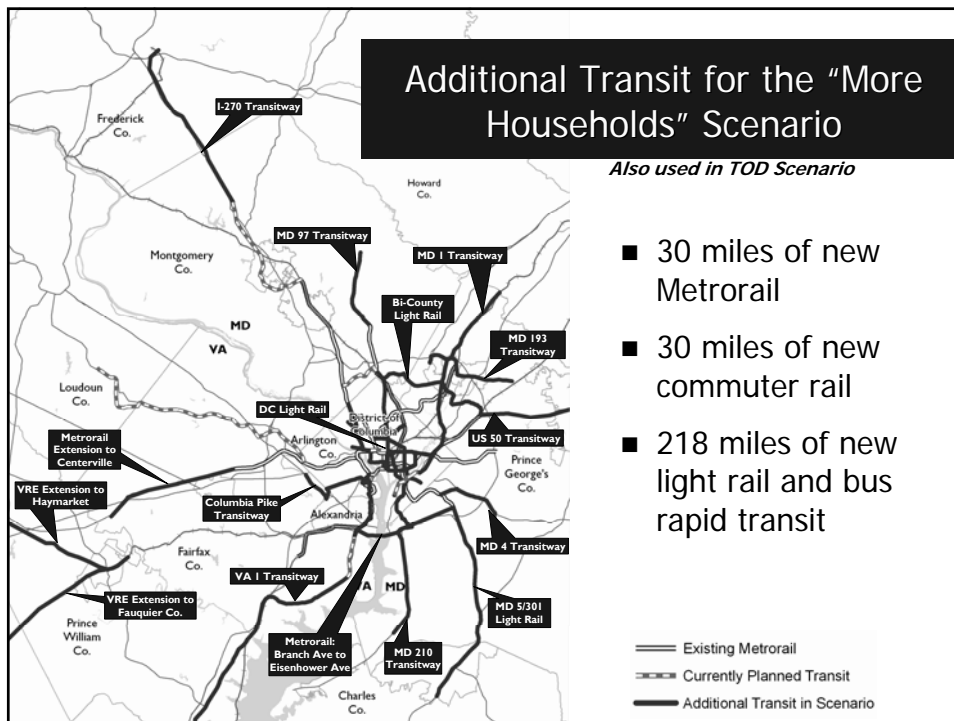 Additional Transit for the "More
Households" Scenario
Also used in TOD Scenario
■ 30 miles of new
Metrorail
■ 30 miles of new
commuter rail
■ 218 miles of new
light rail and bus
rapid transit
I-270 Transitway
Frederick
Co.
Howard
Co.
MD 97 Transitway
MD 1 Transitway
Montgomery
Co.
Bi-County
Light Rail
MD
VA
MD 193
Transitway
Loudoun
Co.
DC Light Rail
District of
Columbia
Metrorail
Extension to
Centerville
Arlington
Co.
US 50 Transitway
Prince
George's
Co.
VRE Extension to
Haymarket
Columbia Pike
Transitway
Alexandria
MD 4 Transitway
Fairfax
Co.
VA 1 Transitway
VA MD
VRE Extension to
Fauquier Co.
MD 5/301
Light Rail
Prince
William
Co.
Metrorail:
Branch Ave to
Eisenhower Ave
MD 210
Transitway
Charles
Co.
Existing Metrorail
Currently Planned Transit
Additional Transit in Scenario